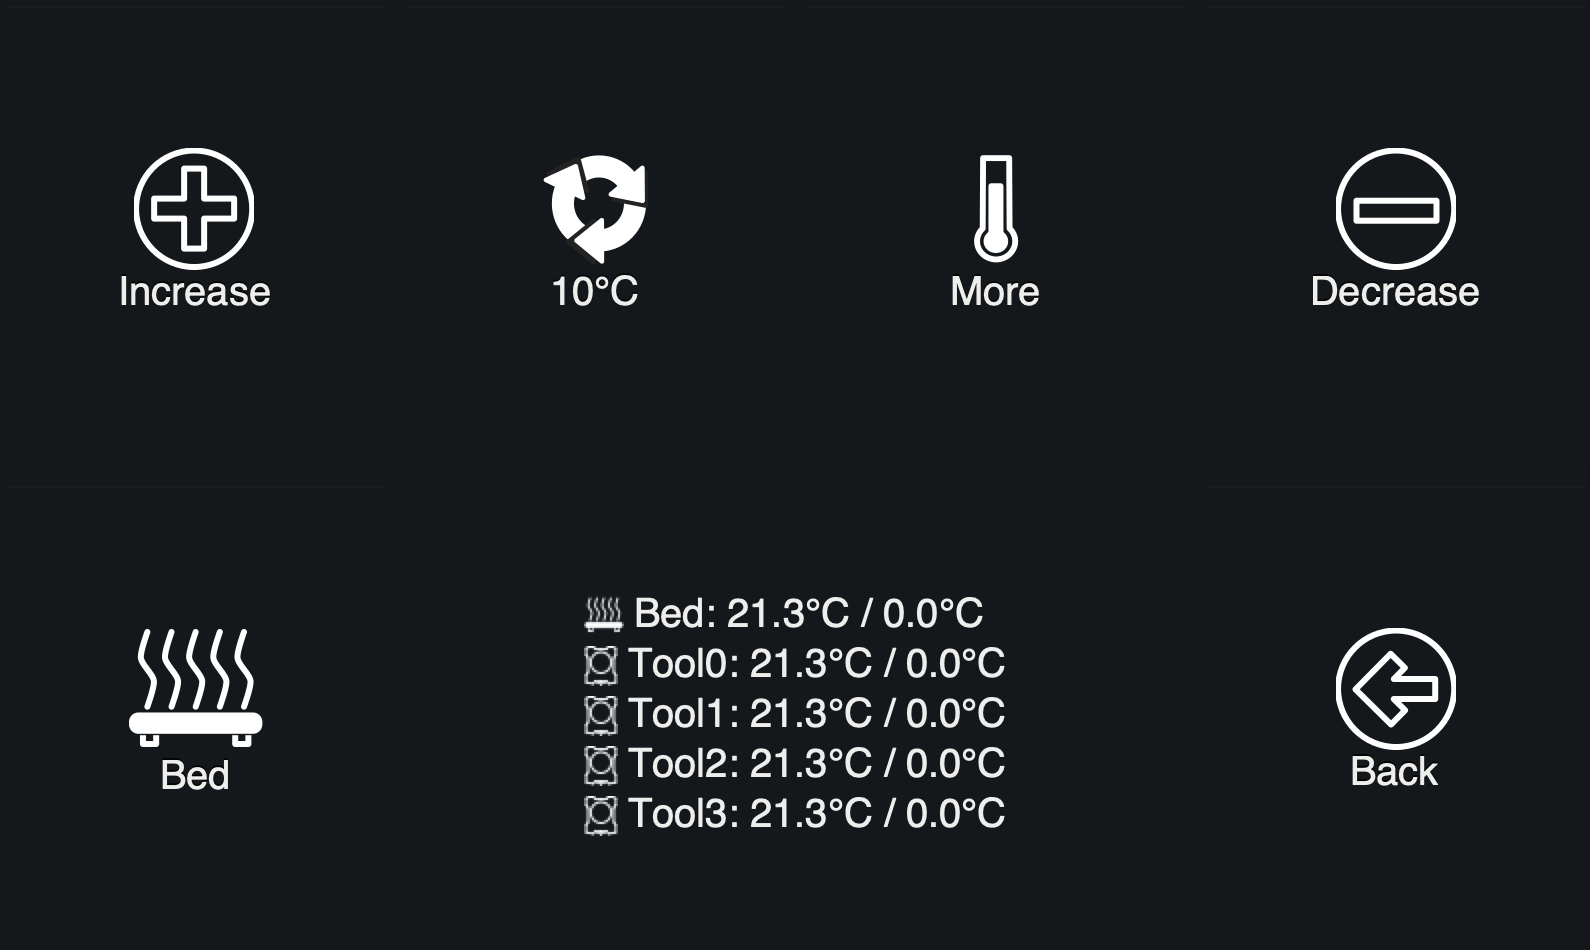 Increase
10°C
More
Decrease
Bed: 21.3°C / 0.0°C
Tool0: 21.3°C / 0.0°C
Tool1: 21.3°C / 0.0°C
Tool2: 21.3°C / 0.0°C
Tool3: 21.3°C / 0.0°C
Bed
Back